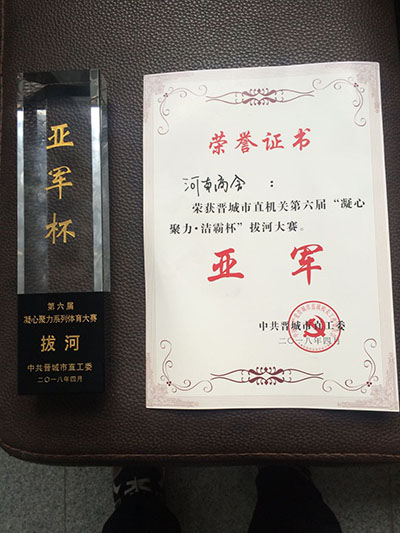 亚军杯
第六届
凝心聚力系列体育大赛
拔河
中共晋城市直工委
二〇一八年四月
荣誉证书
河南商会：
荣获晋城市直机关第六届“凝心
聚力·洁霸杯”拔河大赛。
亚军
中共晋城市直工委
二〇一八年四月